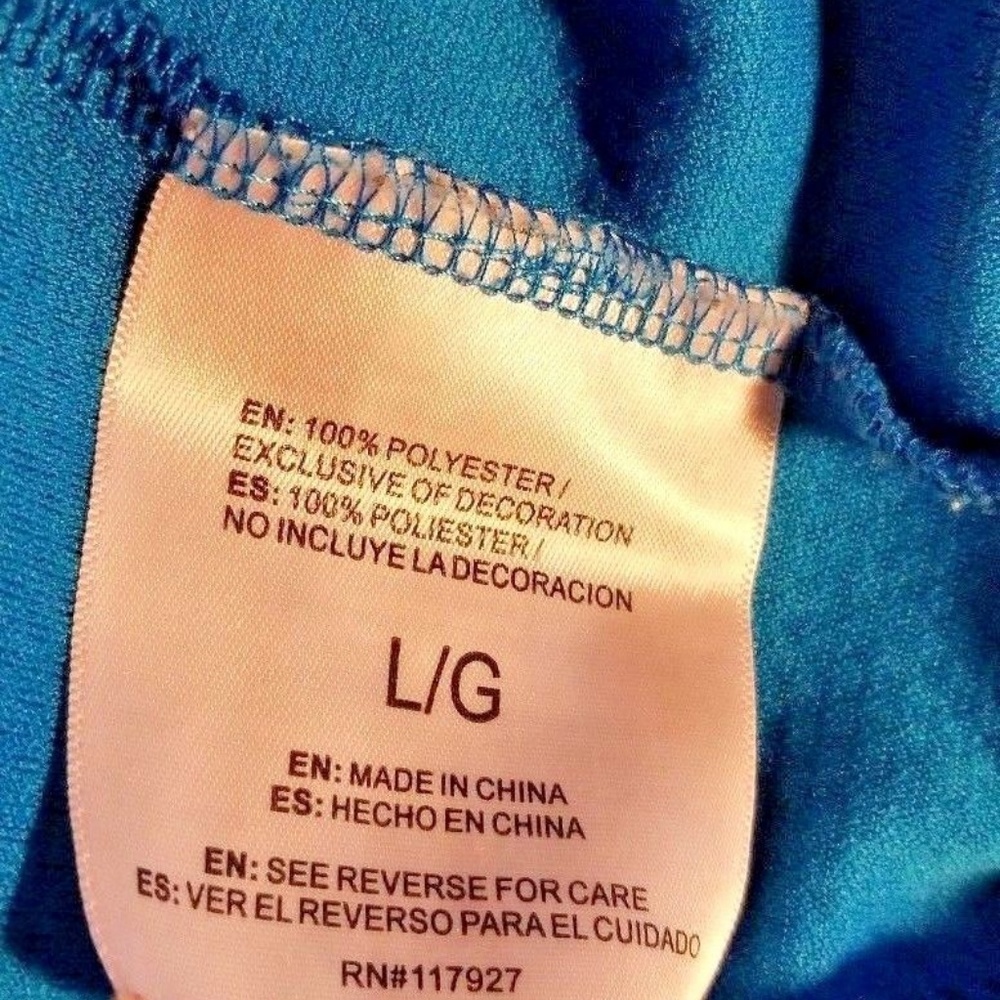 EN: 100% POLYESTER/
EXCLUSIVE OF DECORATION
ES: 100% POLIESTER/
NO INCLUYE LA DECORACION
L/G
EN: MADE IN CHINA
ES: HECHO EN CHINA
EN: SEE REVERSE FOR CARE
ES: VER EL REVERSO PARA EL CUIDADO
RN#117927